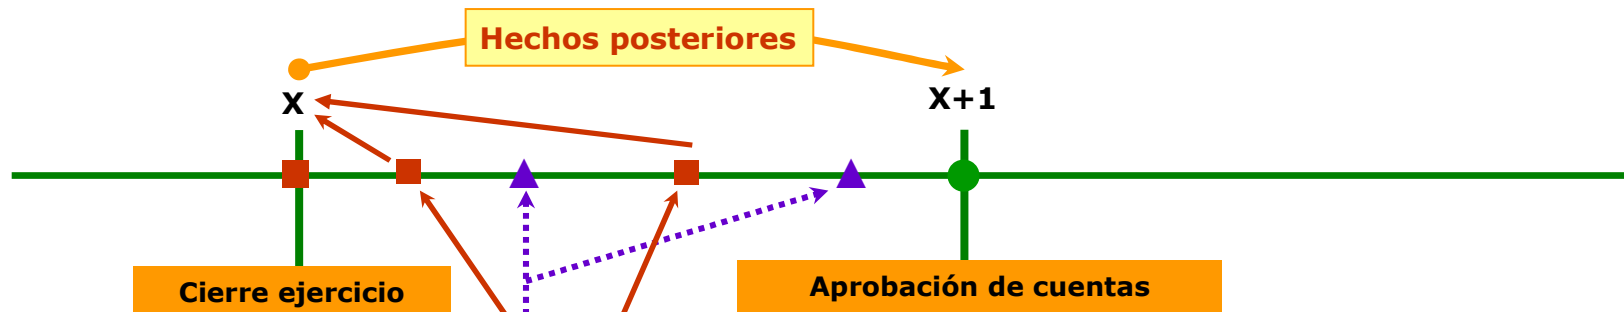 Hechos posteriores
X
X+1
Cierre ejercicio
Aprobación de cuentas